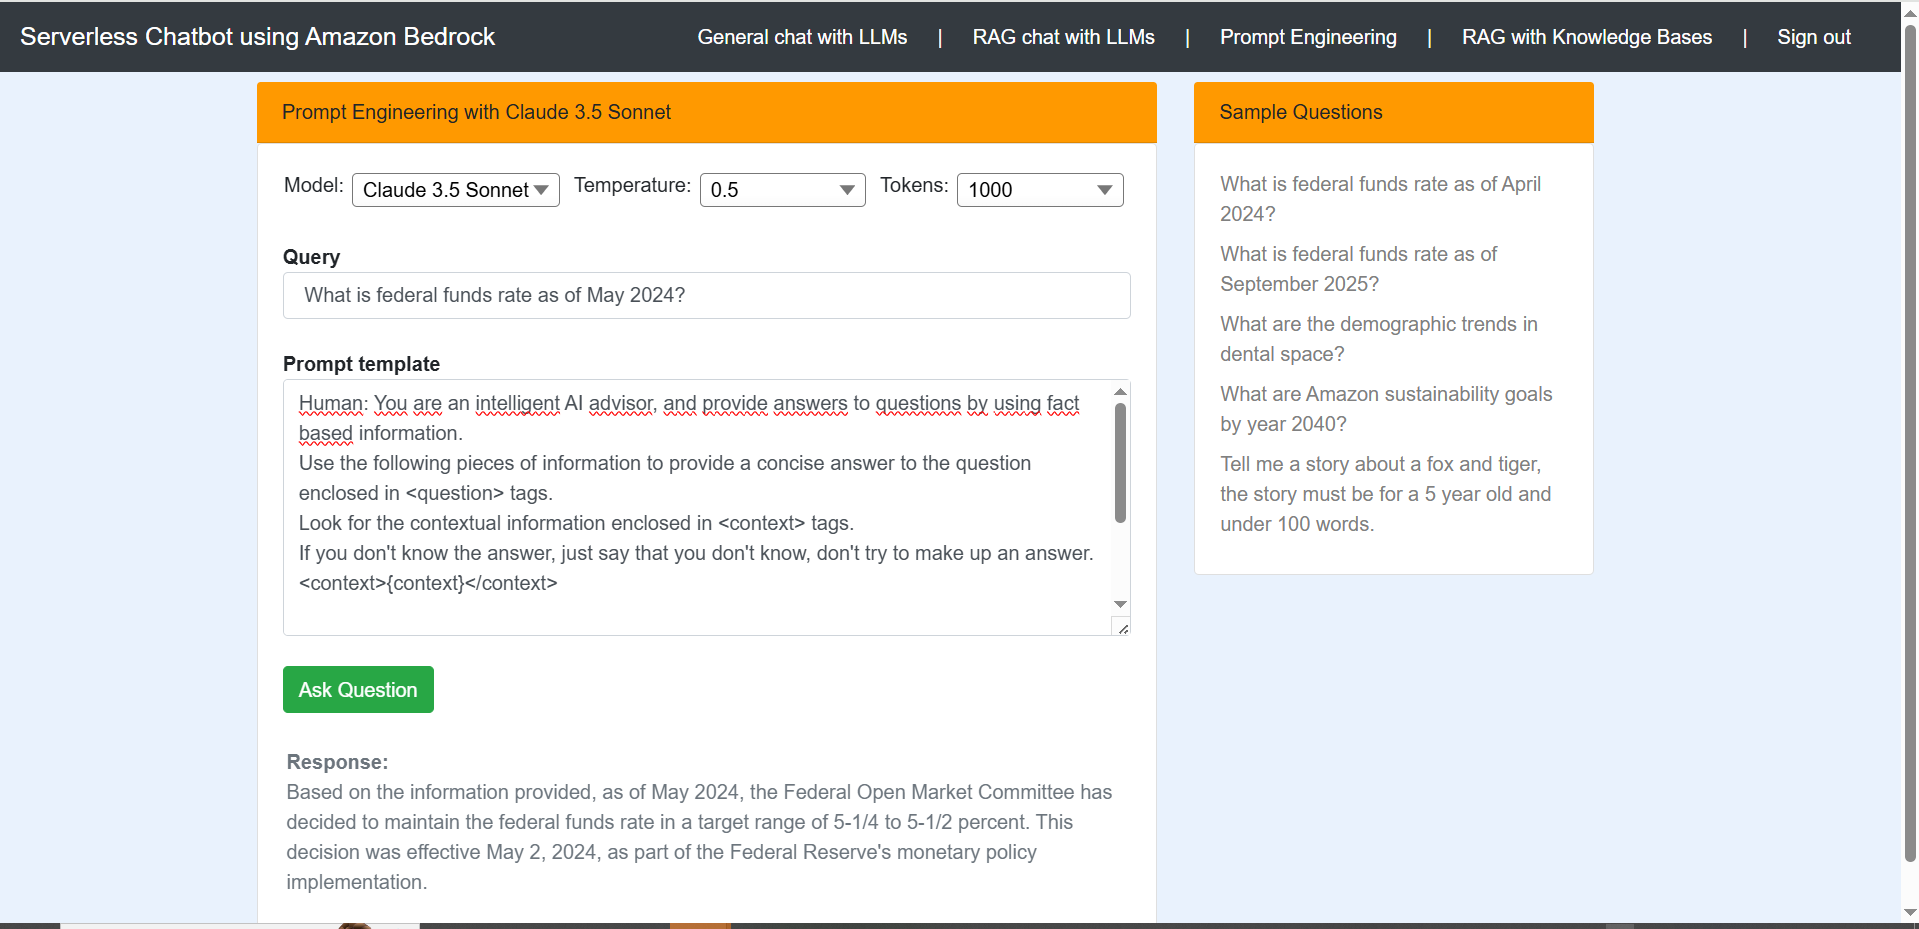 Serverless Chatbot using Amazon Bedrock
General chat with LLMs | RAG chat with LLMs | Prompt Engineering | RAG with Knowledge Bases | Sign out
Prompt Engineering with Claude 3.5 Sonnet
Model: Claude 3.5 Sonnet Temperature: 0.5 Tokens: 1000
Query
What is federal funds rate as of May 2024?
Prompt template
Human: You are an intelligent AI advisor, and provide answers to questions by using fact
based information.
Use the following pieces of information to provide a concise answer to the question
enclosed in <question> tags.
Look for the contextual information enclosed in <context> tags.
If you don't know the answer, just say that you don't know, don't try to make up an answer.
<context>{context}</context>
Ask Question
Response:
Based on the information provided, as of May 2024, the Federal Open Market Committee has
decided to maintain the federal funds rate in a target range of 5-1/4 to 5-1/2 percent. This
decision was effective May 2, 2024, as part of the Federal Reserve's monetary policy
implementation.
Sample Questions
What is federal funds rate as of April
2024?
What is federal funds rate as of
September 2025?
What are the demographic trends in
dental space?
What are Amazon sustainability goals
by year 2040?
Tell me a story about a fox and tiger,
the story must be for a 5 year old and
under 100 words.